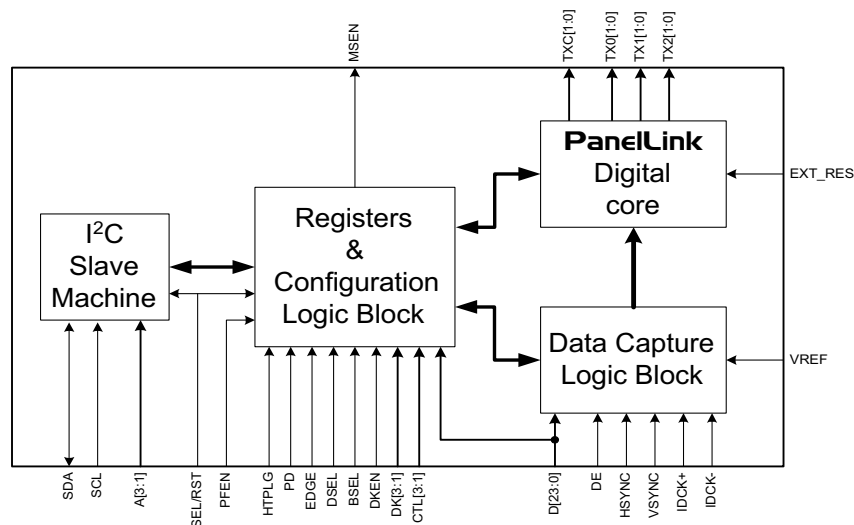 MSEN
TXC[1:0]
TX0[1:0]
TX1[1:0]
TX2[1:0]
PanelLink
Digital
core
EXT_RES
Registers
&
Configuration
Logic Block
I2C
Slave
Machine
Data Capture
Logic Block
VREF
SDA
SCL
A[3:1]
SEL/RST
PFEN
HTPLG
PD
EDGE
DSEL
BSEL
DKEN
DK[3:1]
CTL[3:1]
D[23:0]
DE
HSYNC
VSYNC
IDCK+
IDCK-